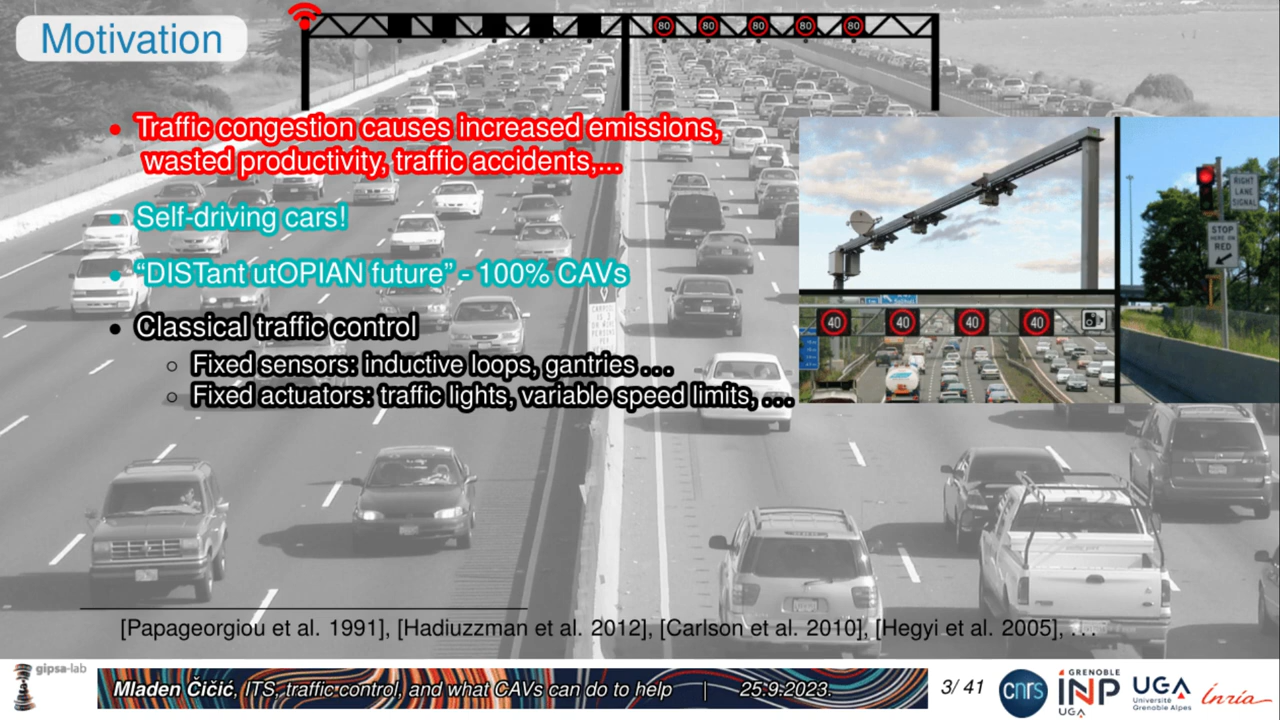 Motivation
80 80 80 80 80
• Traffic congestion causes increased emissions,
wasted productivity, traffic accidents,...
• Self-driving cars!
• “DISTant utOPIAN future” - 100% CAVs
• Classical traffic control
○ Fixed sensors: inductive loops, gantries ...
○ Fixed actuators: traffic lights, variable speed limits, ...
RIGHT
LANE
SIGNAL
STOP
HERE ON
RED
40 40 40 40
[Papageorgiou et al. 1991], [Hadiuzzman et al. 2012], [Carlson et al. 2010], [Hegyi et al. 2005], ...
gipsa-lab
Mladen Čičić, ITS, traffic control, and what CAVs can do to help | 25.9.2023.
3/ 41
cnrs
GRENOBLE
INP
UGA
UGA
Université
Grenoble Alpes
Inria